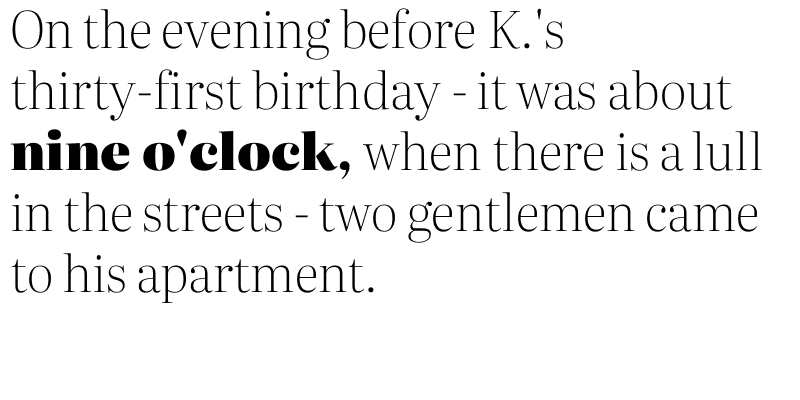 On the evening before K.'s
thirty-first birthday - it was about
nine o'clock, when there is a lull
in the streets - two gentlemen came
to his apartment.